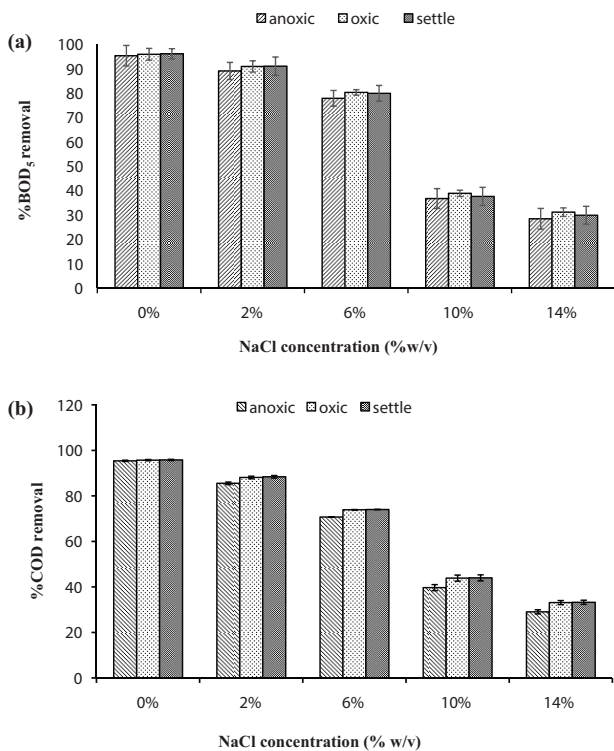 (a)
anoxic oxic settle
100
90
80
70
60
50
40
30
20
10
0
%BOD5 removal
0% 2% 6% 10% 14%
NaCl concentration (%w/v)
(b)
anoxic oxic settle
120
100
80
60
40
20
0
%COD removal
0% 2% 6% 10% 14%
NaCl concentration (% w/v)